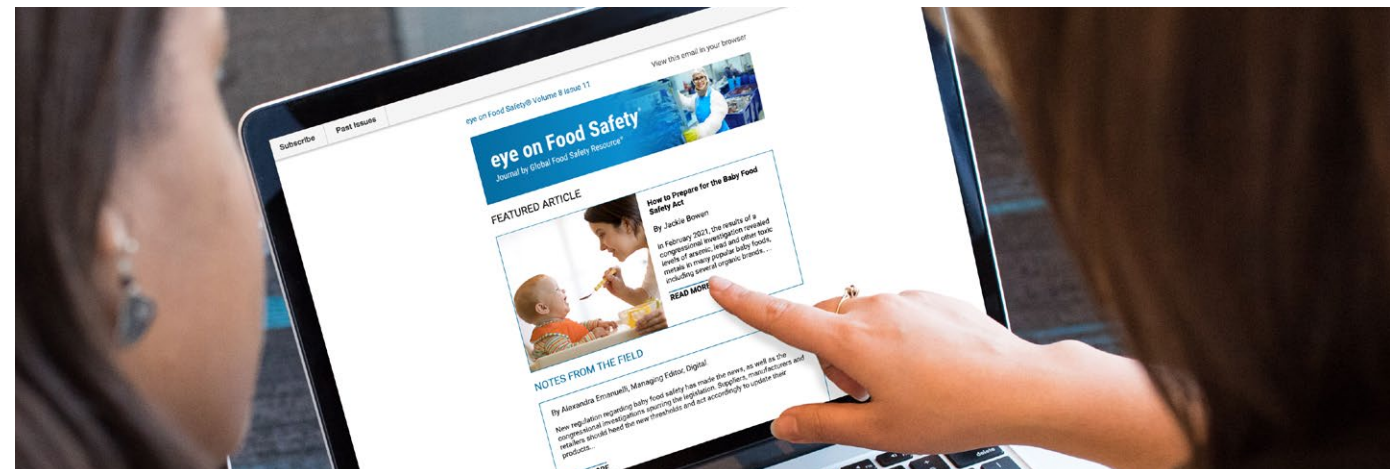 View this email in your browser
eye on Food Safety® Volume 8 Issue 11
Subscribe Past Issues
eye on Food Safety®
Journal by Global Food Safety Resource®
FEATURED ARTICLE
How to Prepare for the Baby Food
Safety Act
By Jackie Bowen
In February 2021, the results of a
congressional investigation revealed
levels of arsenic, lead and other toxic
metals in many popular baby foods,
including several organic brands. ...
READ MORE
NOTES FROM THE FIELD
By Alexandra Emanuelli, Managing Editor, Digital
New regulation regarding baby food safety has made the news, as well as the
congressional investigations spurring the legislation. Suppliers, manufacturers and
retailers should heed the new thresholds and act accordingly to update their
products...
delete